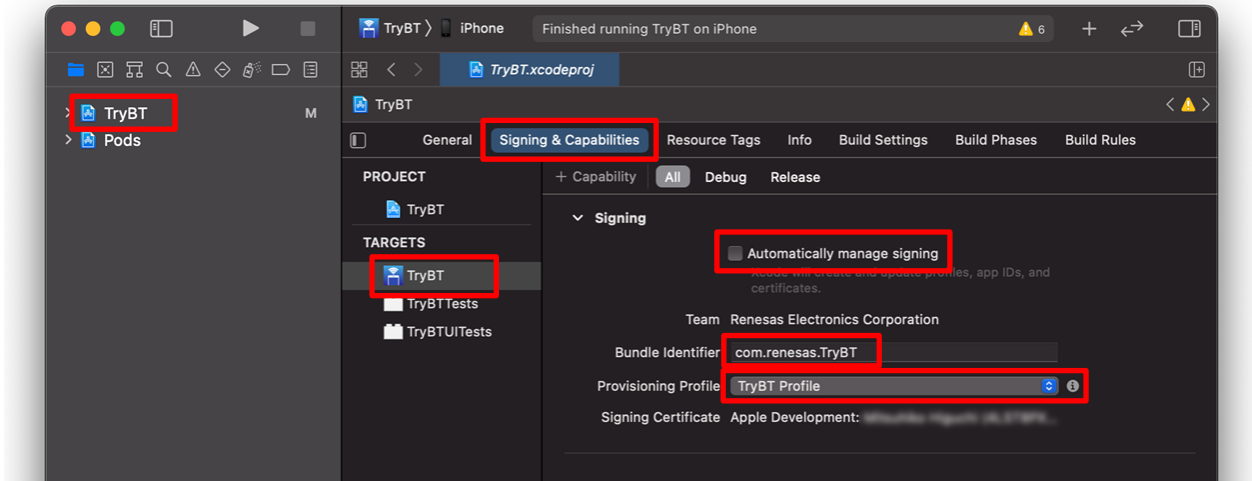 TryBT 〉 iPhone
Finished running TryBT on iPhone
6
TryBT.xcodeproj
TryBT M
Pods
TryBT
General Signing & Capabilities Resource Tags Info Build Settings Build Phases Build Rules
+ Capability All Debug Release
PROJECT
TryBT
TARGETS
TryBT
TryBTTests
TryBTUITests
Signing
Automatically manage signing
Xcode will create and update profiles, app IDs, and
certificates.
Team Renesas Electronics Corporation
Bundle Identifier com.renesas.TryBT
Provisioning Profile TryBT Profile
Signing Certificate Apple Development: